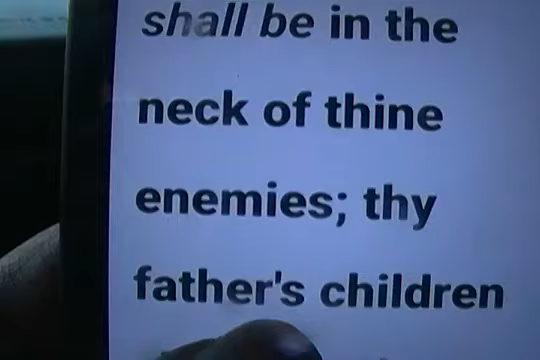 shall be in the
neck of thine
enemies; thy
father's children